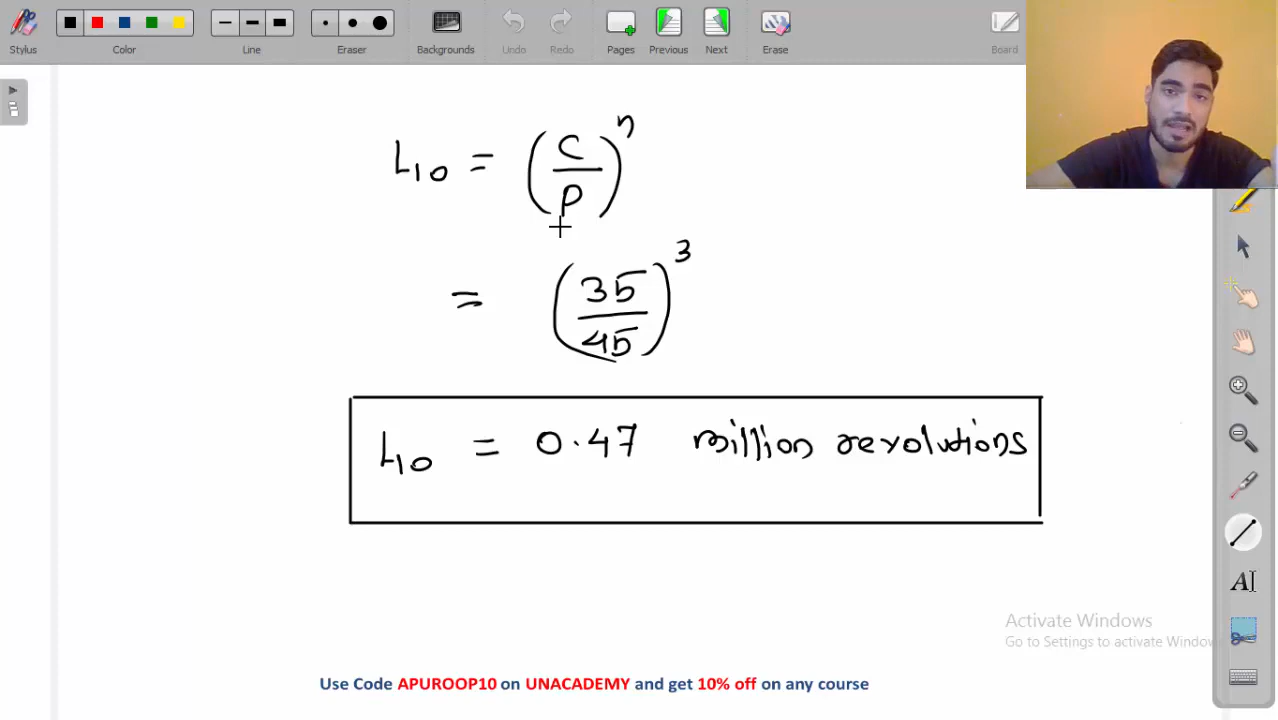 Stylus
Color
Line
Eraser
Backgrounds
Undo
Redo
Pages
Previous
Next
Erase
Board
L10 = (C/P)^n
= (35/45)^3
L10 = 0.47 million revolutions
A
Activate Windows
Go to Settings to activate Window
Use Code APUROOP10 on UNACADEMY and get 10% off on any course